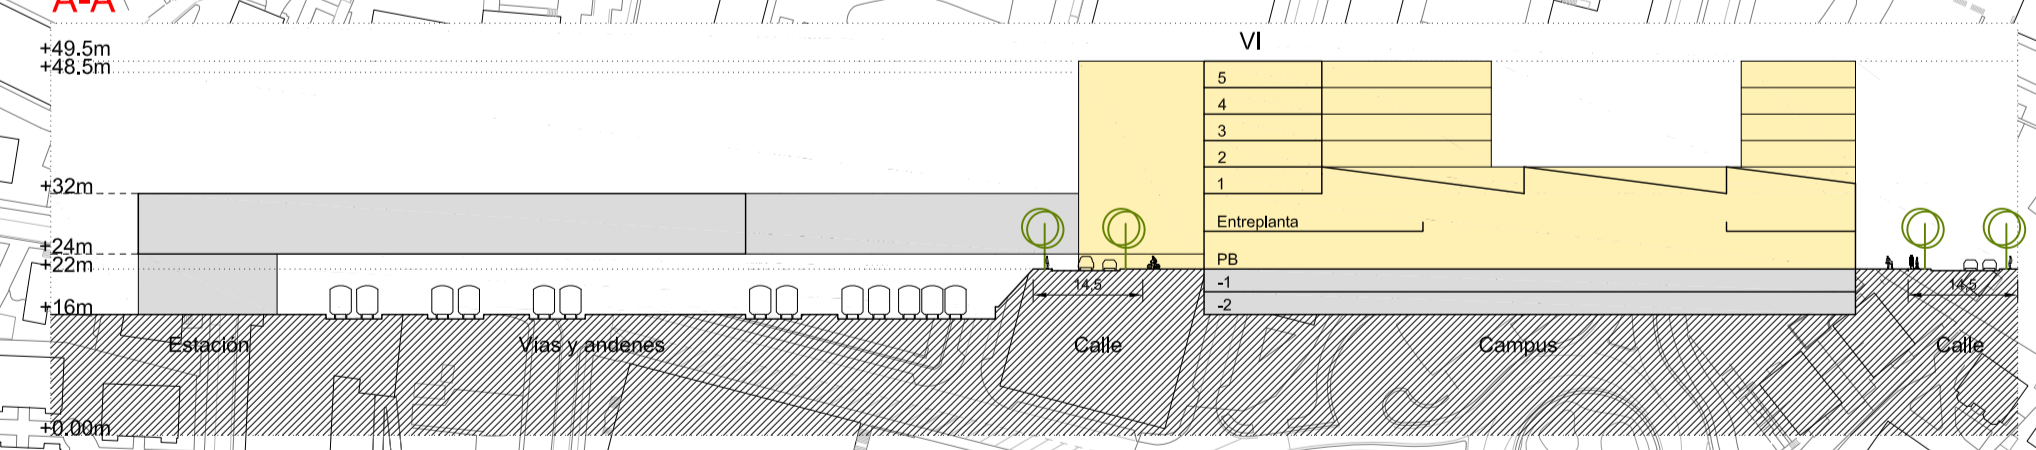 A-A
VI
+49.5m
+48.5m
5
4
3
2
+32m
1
Entreplanta
+24m
PB
+22m
-1
14,5
14,5
+16m
-2
Estación
Vías y andenes
Calle
Campus
Calle
+0.00m